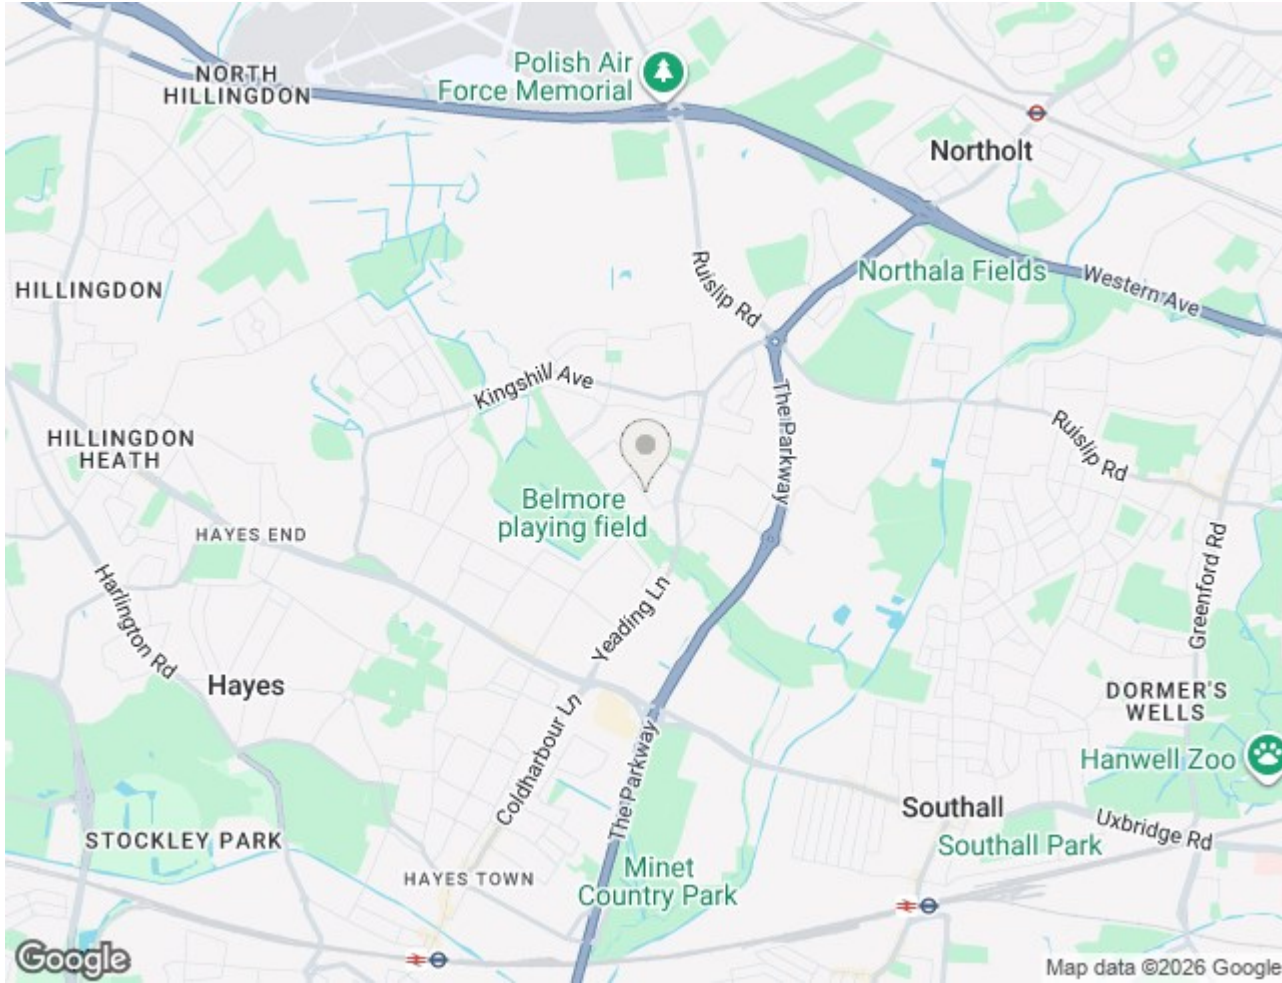 Polish Air
Force Memorial
NORTH
HILLINGDON
Northolt
Ruislip Rd
Northala Fields
Western Ave
HILLINGDON
Kingshill Ave
The Parkway
HILLINGDON
HEATH
Ruislip Rd
Belmore
playing field
HAYES END
Harlington Rd
Yeading Ln
Greenford Rd
Hayes
DORMER'S
WELLS
Coldharbour Ln
The Parkway
Hanwell Zoo
Southall
Uxbridge Rd
STOCKLEY PARK
Southall Park
HAYES TOWN
Minet
Country Park
Google
Map data ©2026 Google